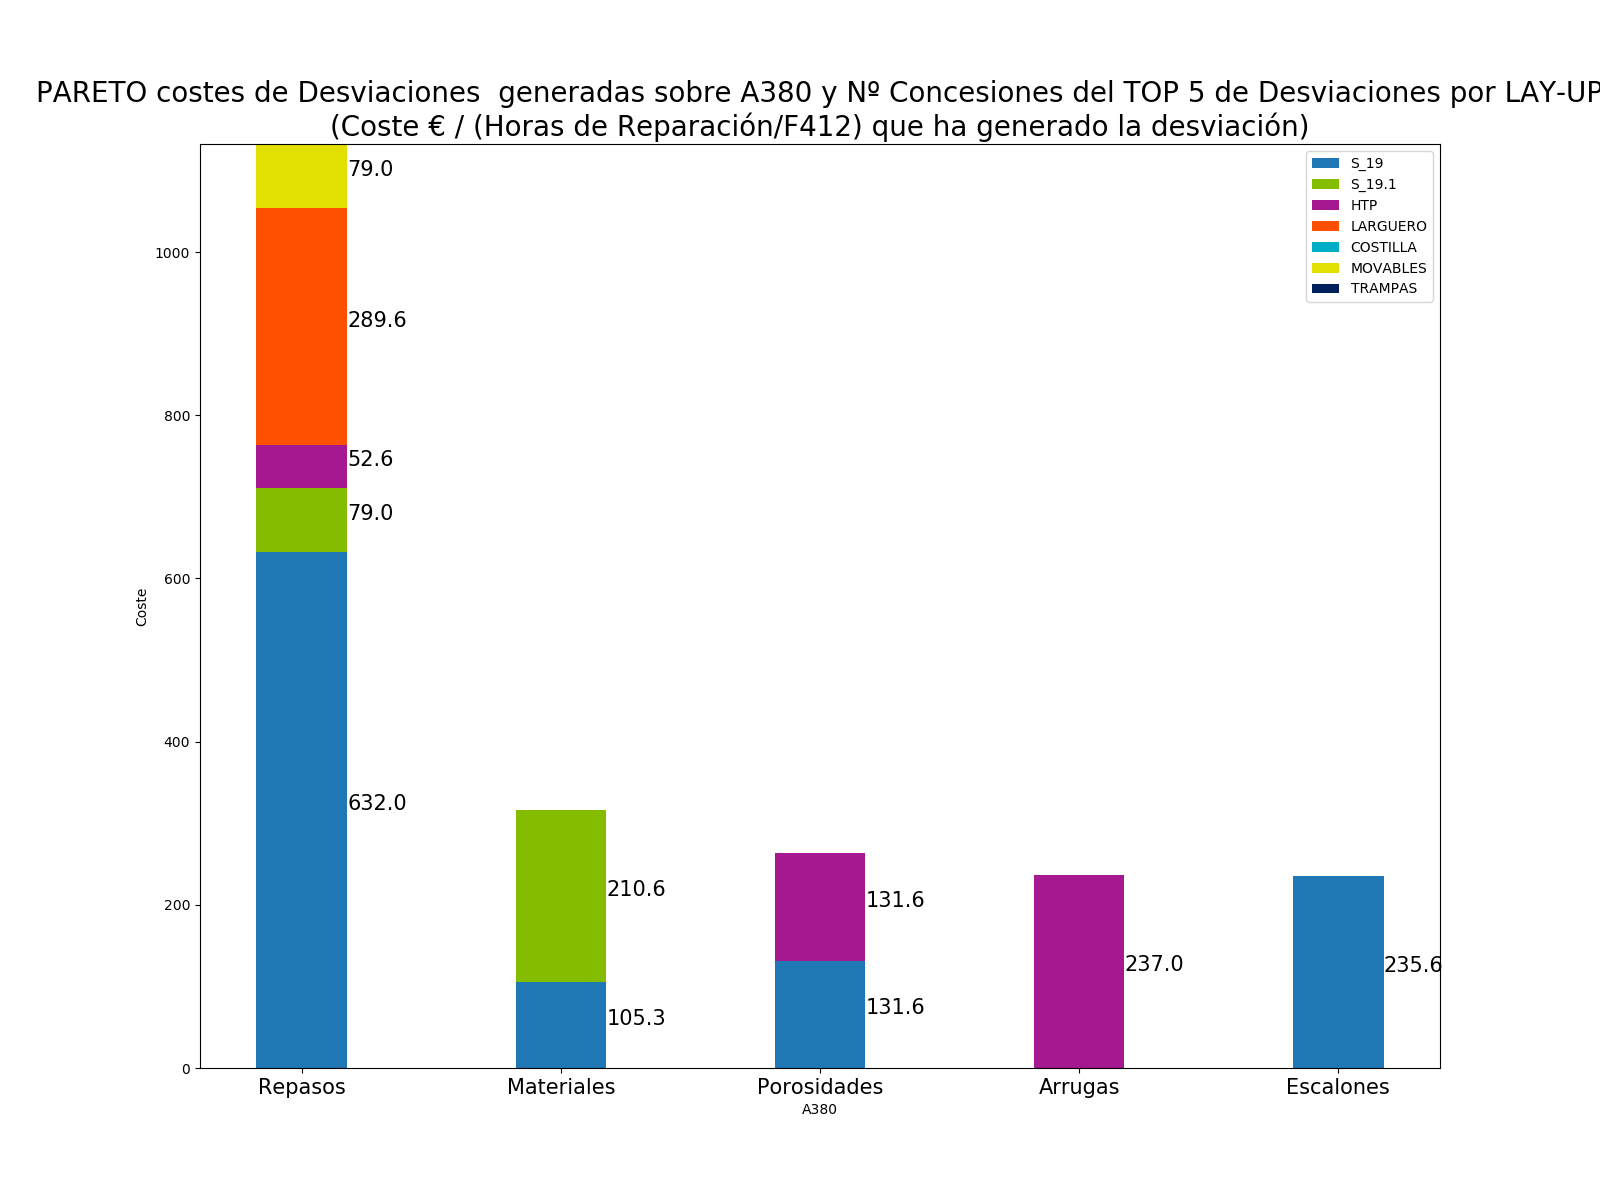 PARETO costes de Desviaciones  generadas sobre A380 y Nº Concesiones del TOP 5 de Desviaciones por LAY-UP
(Coste € / (Horas de Reparación/F412) que ha generado la desviación)
S_19
S_19.1
HTP
LARGUERO
COSTILLA
MOVABLES
TRAMPAS
79.0
289.6
52.6
79.0
632.0
210.6
105.3
131.6
131.6
237.0
235.6
1000
800
600
400
200
0
Coste
Repasos
Materiales
Porosidades
Arrugas
Escalones
A380